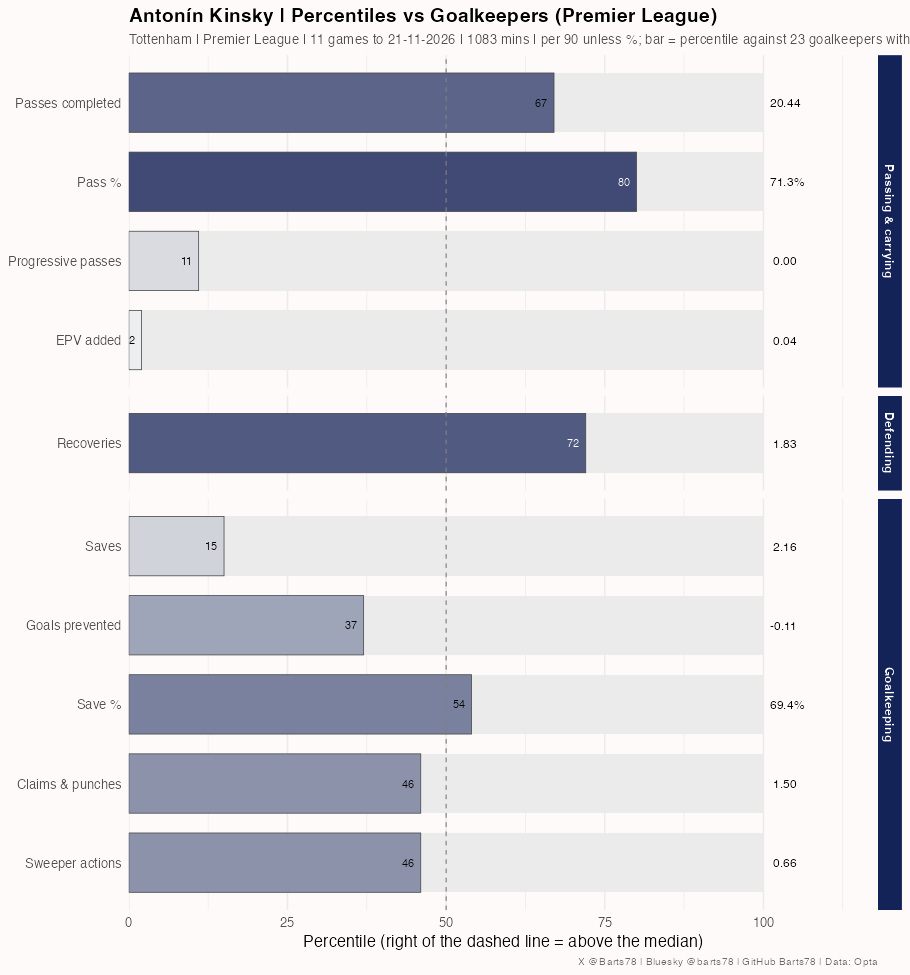 Antonín Kinsky | Percentiles vs Goalkeepers (Premier League)
Tottenham | Premier League | 11 games to 21-11-2026 | 1083 mins | per 90 unless %; bar = percentile against 23 goalkeepers with
Passes completed 67 20.44
Pass % 80 71.3%
Progressive passes 11 0.00
EPV added 2 0.04
Passing & carrying
Recoveries 72 1.83
Defending
Saves 15 2.16
Goals prevented 37 -0.11
Save % 54 69.4%
Claims & punches 46 1.50
Sweeper actions 46 0.66
Goalkeeping
0 25 50 75 100
Percentile (right of the dashed line = above the median)
X @Barts78 | Bluesky @barts78 | GitHub Barts78 | Data: Opta